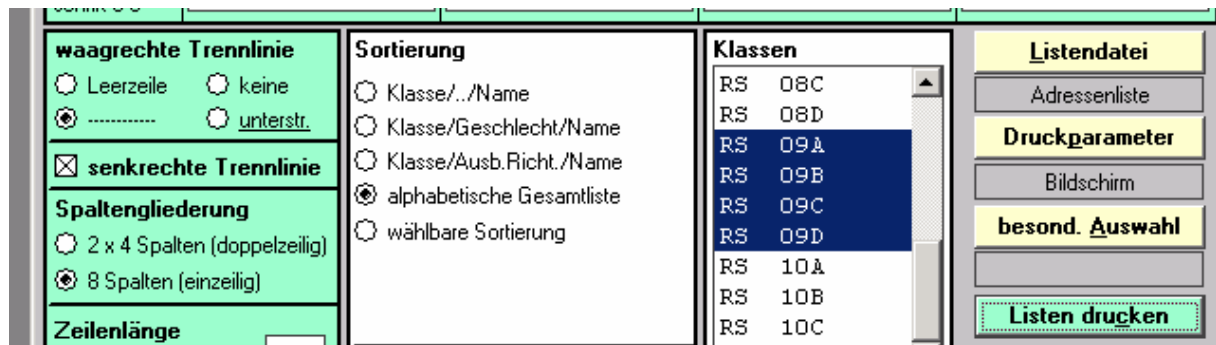 waagrechte Trennlinie
Leerzeile
keine
------------
unterstr.
senkrechte Trennlinie
Spaltengliederung
2 x 4 Spalten (doppelzeilig)
8 Spalten (einzeilig)
Zeilenlänge
Sortierung
Klasse/../Name
Klasse/Geschlecht/Name
Klasse/Ausb.Richt./Name
alphabetische Gesamtliste
wählbare Sortierung
Klassen
RS 08C
RS 08D
RS 09A
RS 09B
RS 09C
RS 09D
RS 10A
RS 10B
RS 10C
Listendatei
Adressenliste
Druckparameter
Bildschirm
besond. Auswahl
Listen drucken